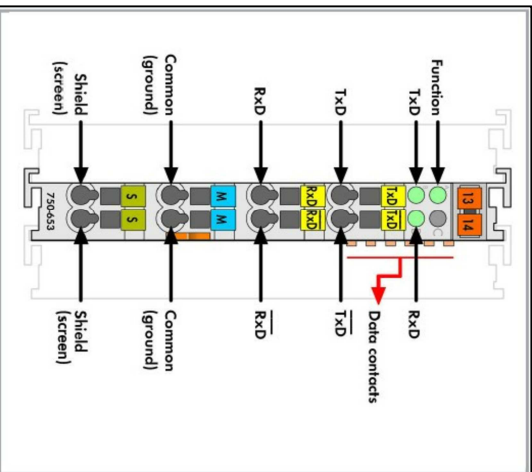 Shield
(screen)
Common
(ground)
RxD
TxD
TxD
Function
750-653
S
S
M
M
RxD
RxD
TxD
TxD
C
13
14
Shield
(screen)
Common
(ground)
RxD
TxD
RxD
Data contacts